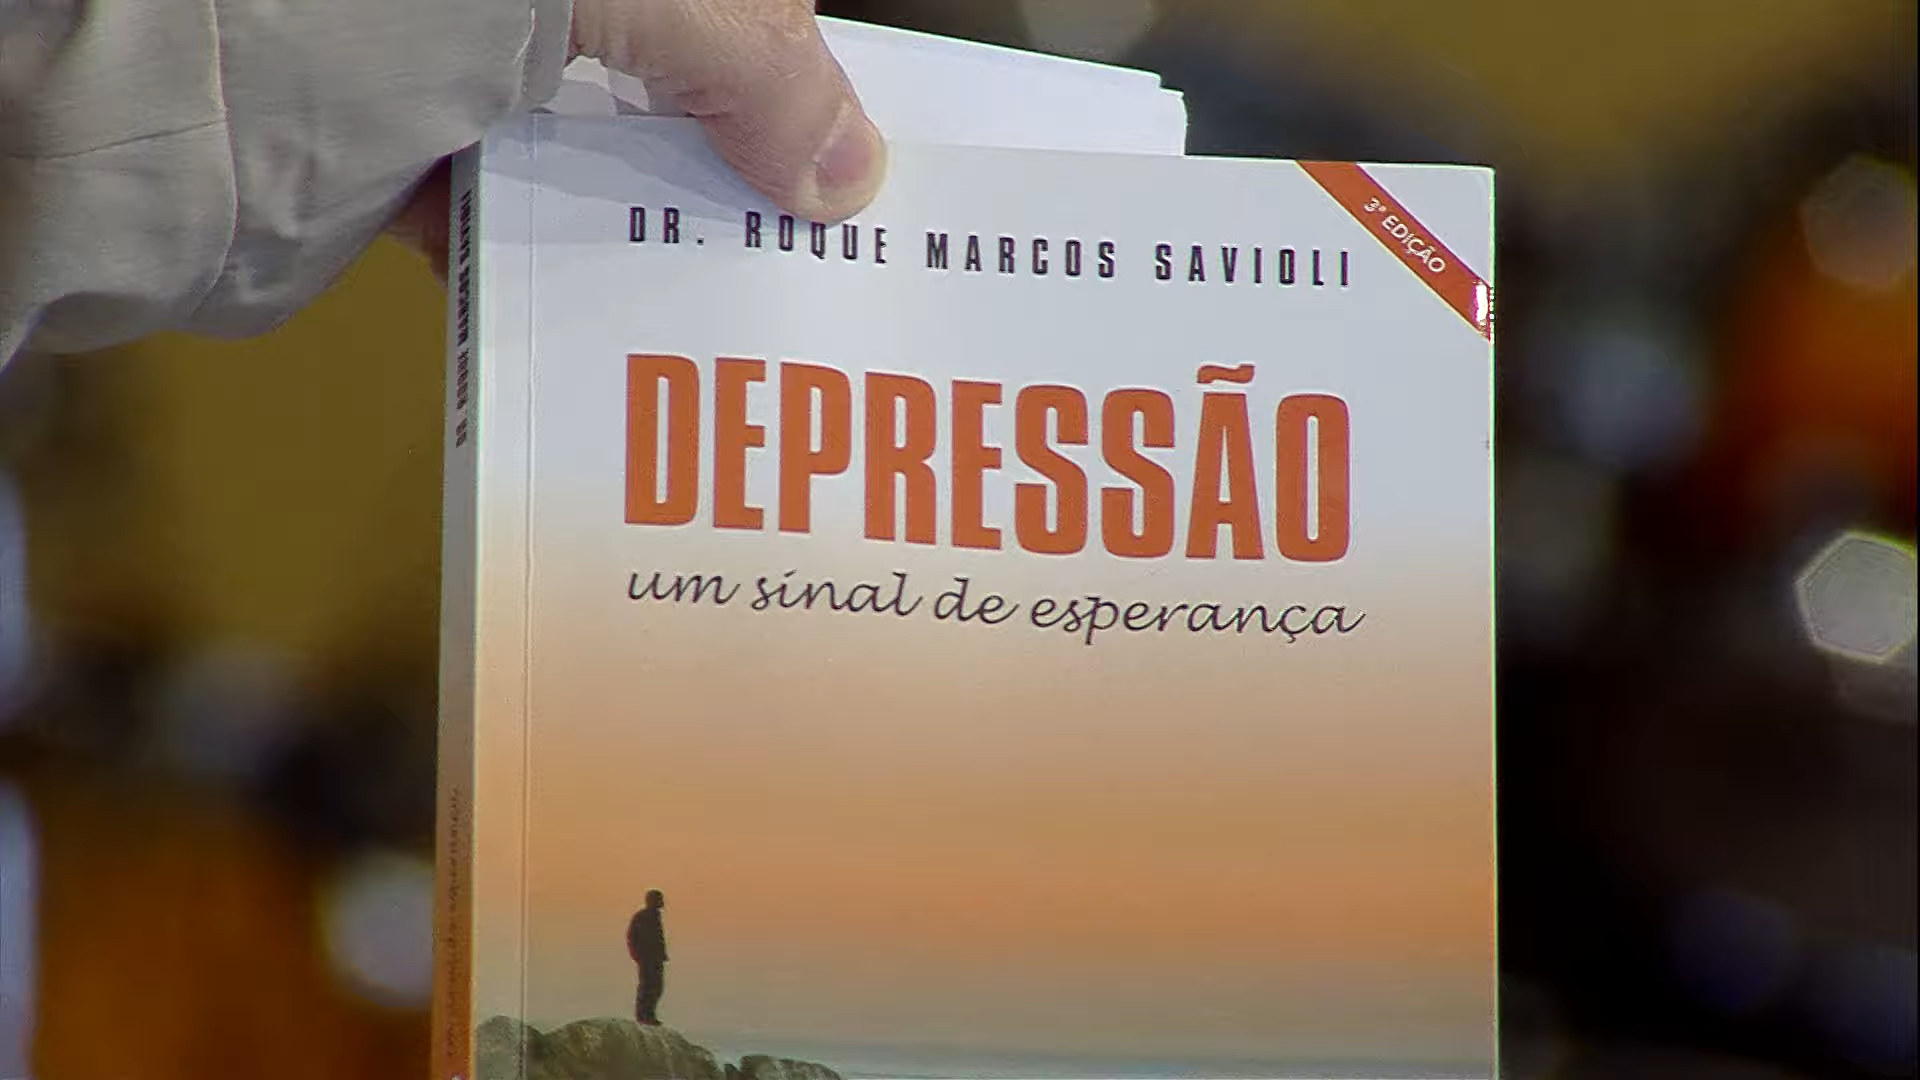 DR. ROQUE MARCOS SAVIOLI
3ª EDIÇÃO
DEPRESSÃO
um sinal de esperança